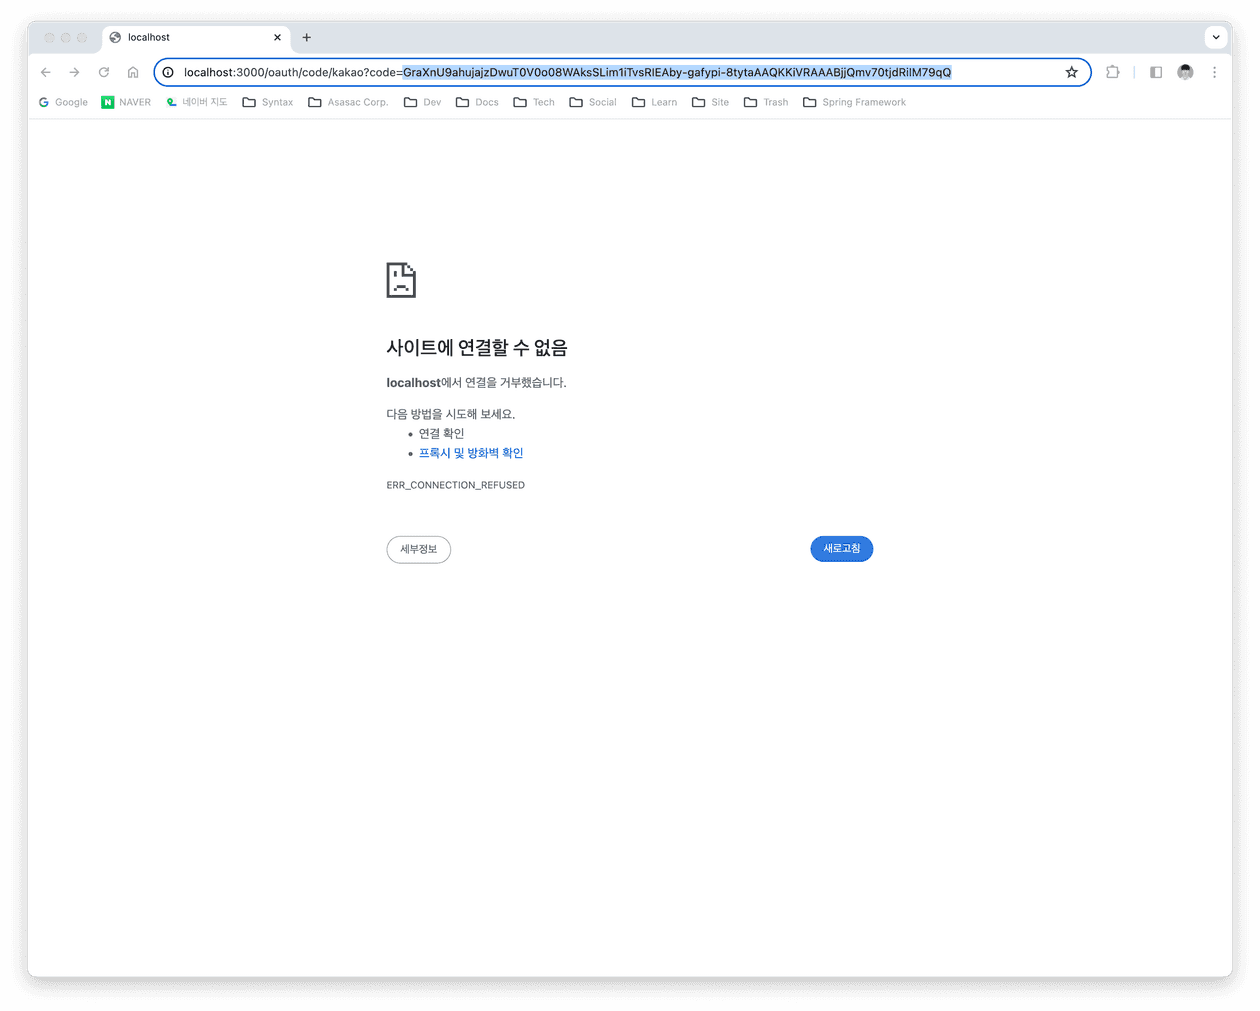 localhost
localhost:3000/oauth/code/kakao?code=GraXnU9ahujajzDwuT0V0o08WAksSLim1iTvsRlEAby-gafypi-8tytaAAQKKiVRAAABjjQmv70tjdRilM79qQ
Google NAVER 네이버 지도 Syntax Asasac Corp. Dev Docs Tech Social Learn Site Trash Spring Framework
사이트에 연결할 수 없음
localhost에서 연결을 거부했습니다.
다음 방법을 시도해 보세요.
• 연결 확인
• 프록시 및 방화벽 확인
ERR_CONNECTION_REFUSED
세부정보
새로고침